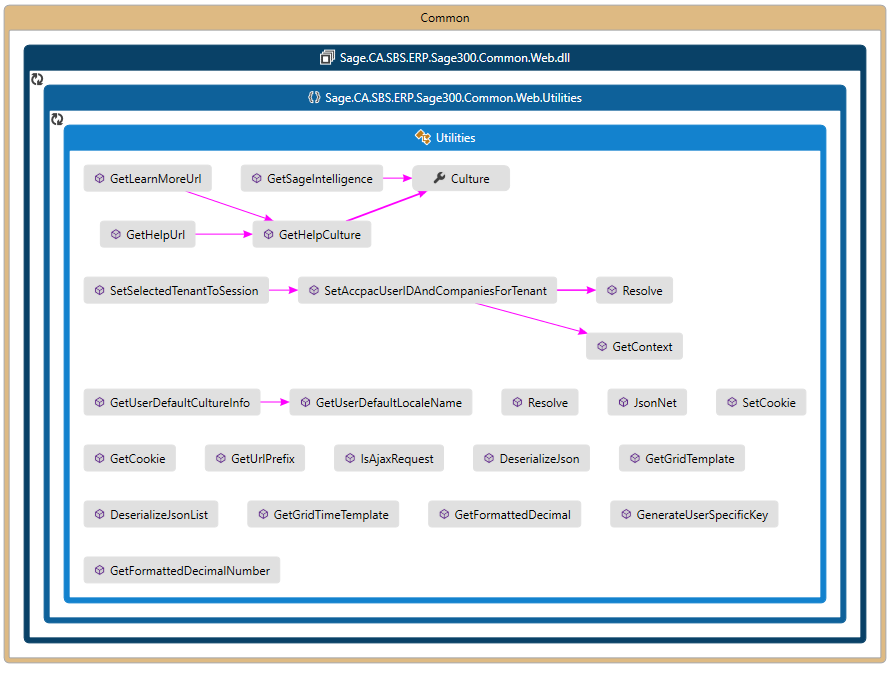 Common
Sage.CA.SBS.ERP.Sage300.Common.Web.dll
Sage.CA.SBS.ERP.Sage300.Common.Web.Utilities
Utilities
GetLearnMoreUrl GetSageIntelligence Culture
GetHelpUrl GetHelpCulture
SetSelectedTenantToSession SetAccpacUserIDAndCompaniesForTenant Resolve
GetContext
GetUserDefaultCultureInfo GetUserDefaultLocaleName Resolve JsonNet SetCookie
GetCookie GetUrlPrefix IsAjaxRequest DeserializeJson GetGridTemplate
DeserializeJsonList GetGridTimeTemplate GetFormattedDecimal GenerateUserSpecificKey
GetFormattedDecimalNumber